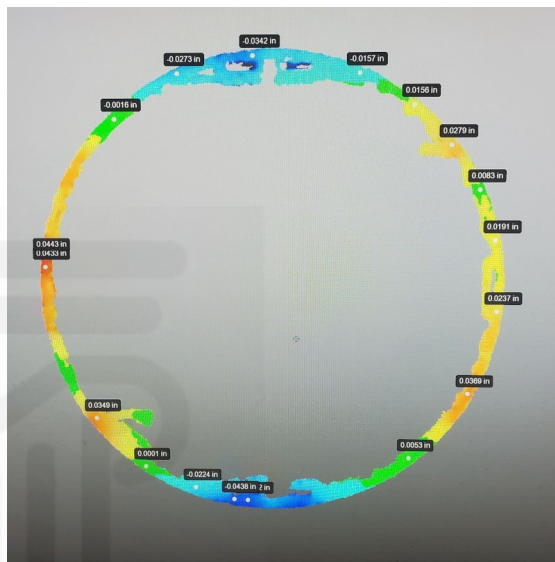 -0.0342 in
-0.0273 in
-0.0157 in
-0.0016 in
0.0156 in
0.0279 in
0.0083 in
0.0191 in
0.0443 in
0.0433 in
0.0237 in
0.0369 in
0.0349 in
0.0053 in
0.0001 in
-0.0224 in
-0.0438 in
2 in